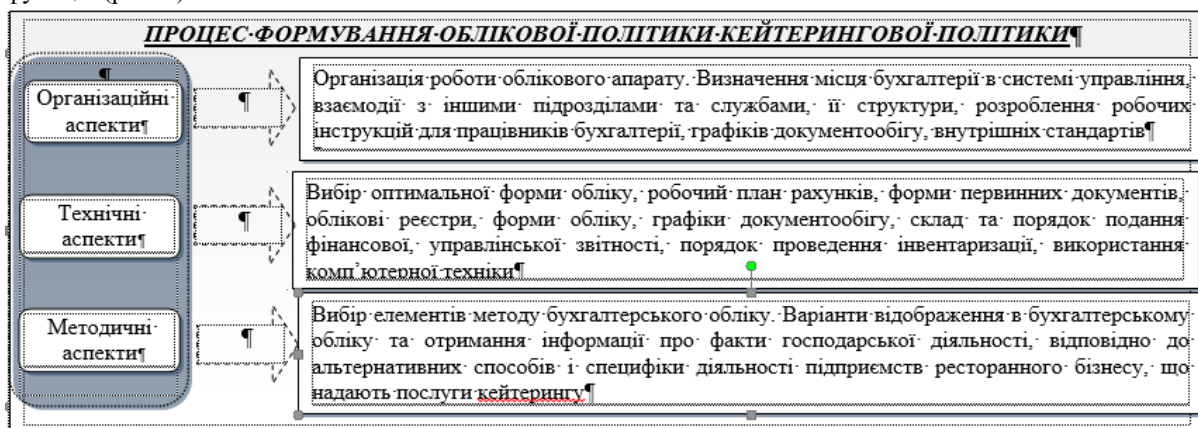 ПРОЦЕС ФОРМУВАННЯ ОБЛІКОВОЇ ПОЛІТИКИ КЕЙТЕРИНГОВОЇ ПОЛІТИКИ
Організаційні
аспекти
Організація роботи облікового апарату. Визначення місця бухгалтерії в системі управління,
взаємодії з іншими підрозділами та службами, її структури, розроблення робочих
інструкцій для працівників бухгалтерії, графіків документообігу, внутрішніх стандартів
Технічні
аспекти
Вибір оптимальної форми обліку, робочий план рахунків, форми первинних документів,
облікові реєстри, форми обліку, графіки документообігу, склад та порядок подання
фінансової, управлінської звітності, порядок проведення інвентаризації, використання
комп’ютерної техніки
Методичні
аспекти
Вибір елементів методу бухгалтерського обліку. Варіанти відображення в бухгалтерському
обліку та отримання інформації про факти господарської діяльності, відповідно до
альтернативних способів і специфіки діяльності підприємств ресторанного бізнесу, що
надають послуги кейтерингу